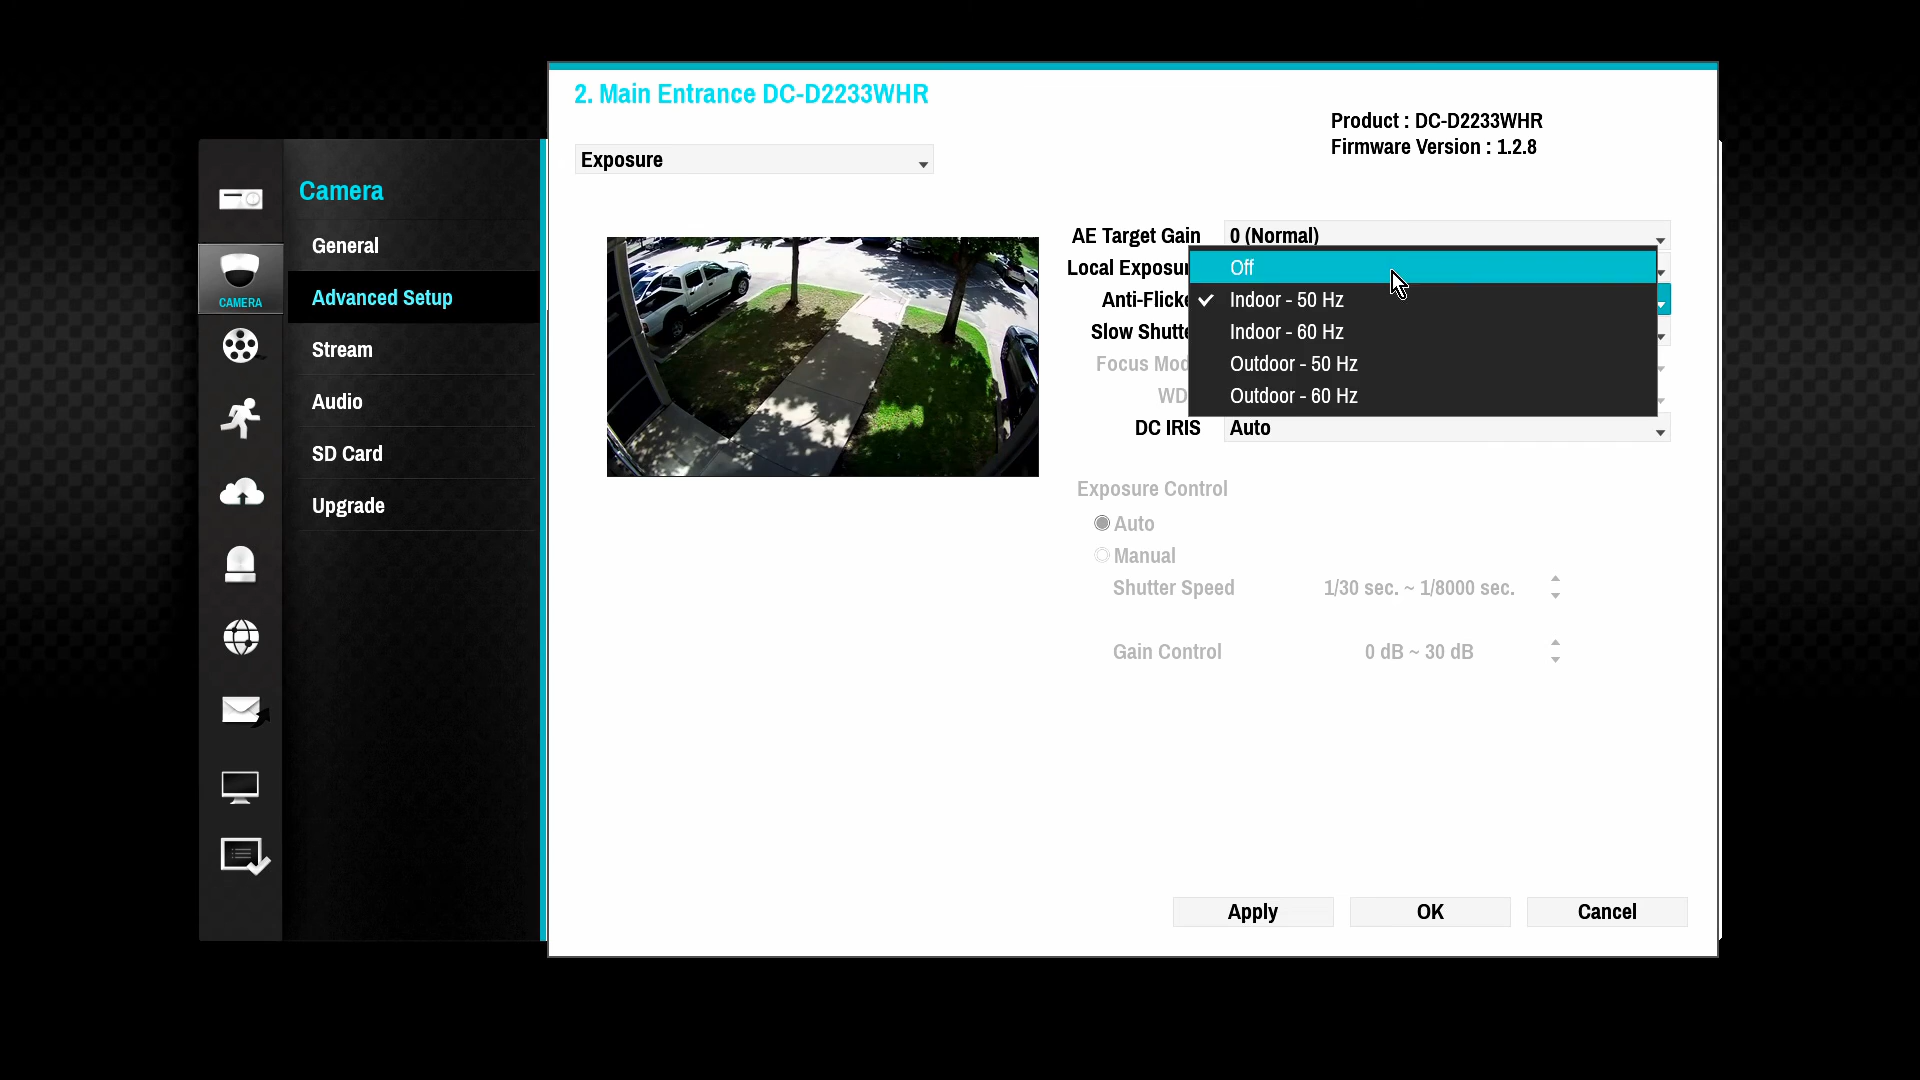 2. Main Entrance DC-D2233WHR
Product : DC-D2233WHR
Firmware Version : 1.2.8
Exposure
CAMERA
Camera
General
Advanced Setup
Stream
Audio
SD Card
Upgrade
AE Target Gain 0 (Normal)
Local Exposur Off
Anti-Flicke Indoor - 50 Hz
Slow Shutte Indoor - 60 Hz
Focus Mod Outdoor - 50 Hz
WD Outdoor - 60 Hz
DC IRIS Auto
Exposure Control
Auto
Manual
Shutter Speed 1/30 sec. ~ 1/8000 sec.
Gain Control 0 dB ~ 30 dB
Apply OK Cancel